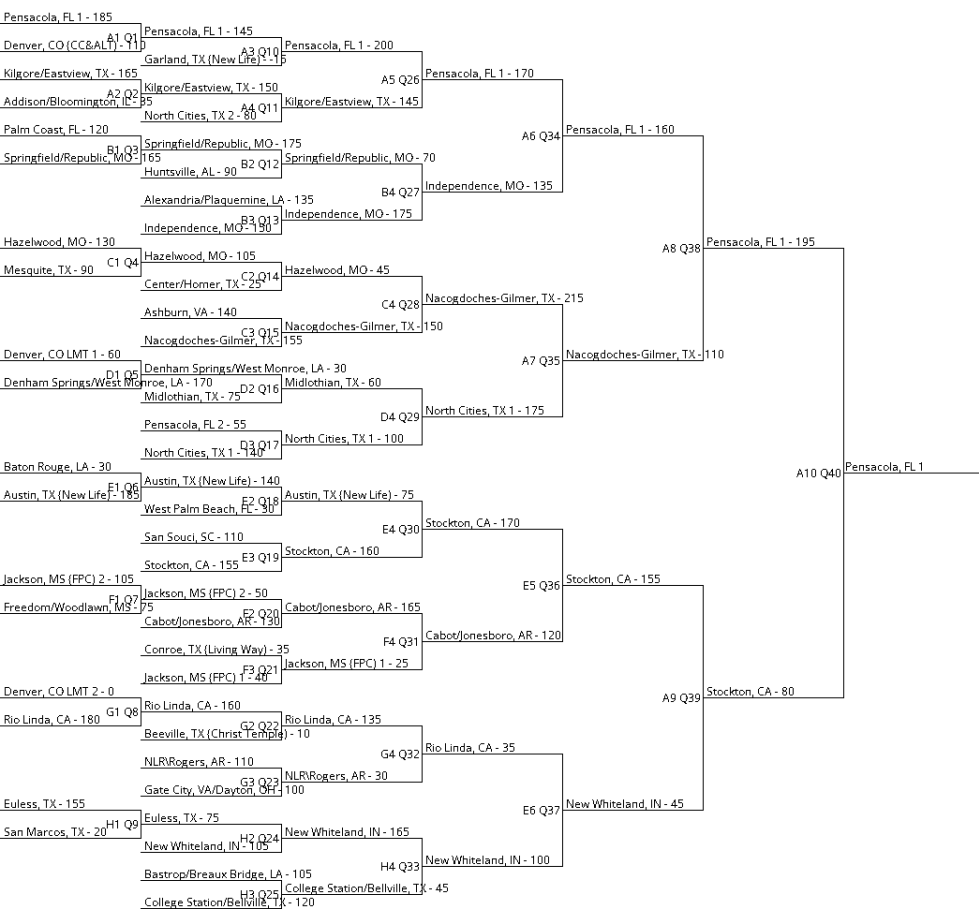 Pensacola, FL 1 - 185
A1 Q1
Denver, CO (CC&ALT) - 110
Pensacola, FL 1 - 145
A3 Q10
Garland, TX (New Life) - -15
Pensacola, FL 1 - 200
Kilgore/Eastview, TX - 165
A2 Q2
Addison/Bloomington, IL - 35
Kilgore/Eastview, TX - 150
A4 Q11
North Cities, TX 2 - 80
Kilgore/Eastview, TX - 145
A5 Q26
Pensacola, FL 1 - 170
Palm Coast, FL - 120
B1 Q3
Springfield/Republic, MO - 165
Springfield/Republic, MO - 175
B2 Q12
Huntsville, AL - 90
Springfield/Republic, MO - 70
Alexandria/Plaquemine, LA - 135
B3 Q13
Independence, MO - 150
Independence, MO - 175
B4 Q27
Independence, MO - 135
A6 Q34
Pensacola, FL 1 - 160
Hazelwood, MO - 130
C1 Q4
Mesquite, TX - 90
Hazelwood, MO - 105
C2 Q14
Center/Homer, TX - 25
Hazelwood, MO - 45
Ashburn, VA - 140
C3 Q15
Nacogdoches-Gilmer, TX - 155
Nacogdoches-Gilmer, TX - 150
C4 Q28
Nacogdoches-Gilmer, TX - 215
Denver, CO LMT 1 - 60
D1 Q5
Denham Springs/West Monroe, LA - 170
Denham Springs/West Monroe, LA - 30
D2 Q16
Midlothian, TX - 75
Midlothian, TX - 60
Pensacola, FL 2 - 55
D3 Q17
North Cities, TX 1 - 140
North Cities, TX 1 - 100
D4 Q29
North Cities, TX 1 - 175
A7 Q35
Nacogdoches-Gilmer, TX - 110
A8 Q38
Pensacola, FL 1 - 195
Baton Rouge, LA - 30
E1 Q6
Austin, TX (New Life) - 185
Austin, TX (New Life) - 140
E2 Q18
West Palm Beach, FL - 30
Austin, TX (New Life) - 75
San Souci, SC - 110
E3 Q19
Stockton, CA - 155
Stockton, CA - 160
E4 Q30
Stockton, CA - 170
Jackson, MS (FPC) 2 - 105
F1 Q7
Freedom/Woodlawn, MS - 75
Jackson, MS (FPC) 2 - 50
F2 Q20
Cabot/Jonesboro, AR - 130
Cabot/Jonesboro, AR - 165
Conroe, TX (Living Way) - 35
F3 Q21
Jackson, MS (FPC) 1 - 40
Jackson, MS (FPC) 1 - 25
F4 Q31
Cabot/Jonesboro, AR - 120
E5 Q36
Stockton, CA - 155
Denver, CO LMT 2 - 0
G1 Q8
Rio Linda, CA - 180
Rio Linda, CA - 160
G2 Q22
Beeville, TX (Christ Temple) - 10
Rio Linda, CA - 135
NLR\Rogers, AR - 110
G3 Q23
Gate City, VA/Dayton, OH - 100
NLR\Rogers, AR - 30
G4 Q32
Rio Linda, CA - 35
Euless, TX - 155
H1 Q9
San Marcos, TX - 20
Euless, TX - 75
H2 Q24
New Whiteland, IN - 105
New Whiteland, IN - 165
Bastrop/Breaux Bridge, LA - 105
H3 Q25
College Station/Bellville, TX - 120
College Station/Bellville, TX - 45
H4 Q33
New Whiteland, IN - 100
E6 Q37
New Whiteland, IN - 45
A9 Q39
Stockton, CA - 80
A10 Q40
Pensacola, FL 1